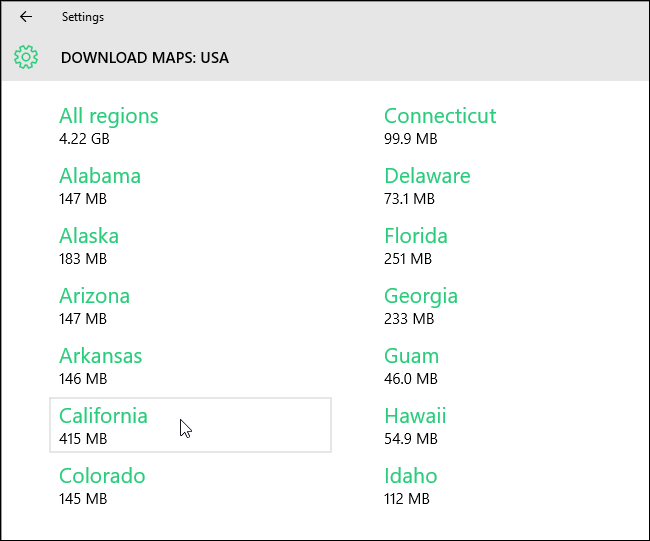 Settings
DOWNLOAD MAPS: USA
All regions
4.22 GB
Alabama
147 MB
Alaska
183 MB
Arizona
147 MB
Arkansas
146 MB
California
415 MB
Colorado
145 MB
Connecticut
99.9 MB
Delaware
73.1 MB
Florida
251 MB
Georgia
233 MB
Guam
46.0 MB
Hawaii
54.9 MB
Idaho
112 MB